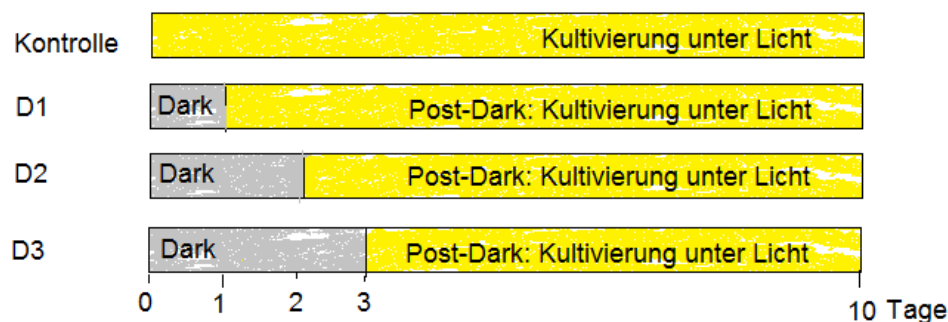 Kontrolle Kultivierung unter Licht
D1 Dark Post-Dark: Kultivierung unter Licht
D2 Dark Post-Dark: Kultivierung unter Licht
D3 Dark Post-Dark: Kultivierung unter Licht
0 1 2 3 10 Tage